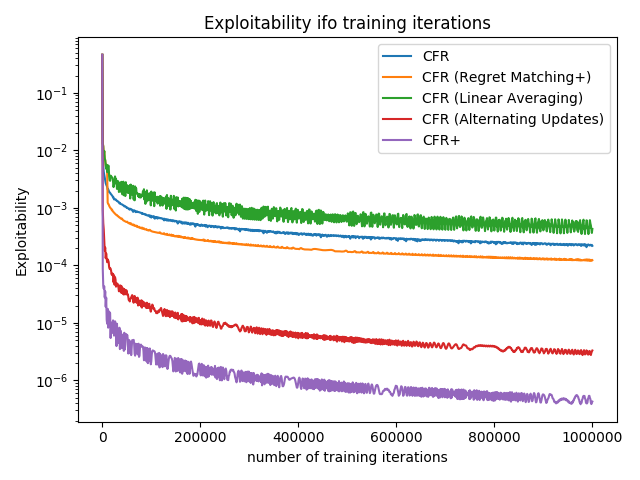 Exploitability ifo training iterations
CFR
CFR (Regret Matching+)
CFR (Linear Averaging)
CFR (Alternating Updates)
CFR+
Exploitability
10⁻¹
10⁻²
10⁻³
10⁻⁴
10⁻⁵
10⁻⁶
0 200000 400000 600000 800000 1000000
number of training iterations